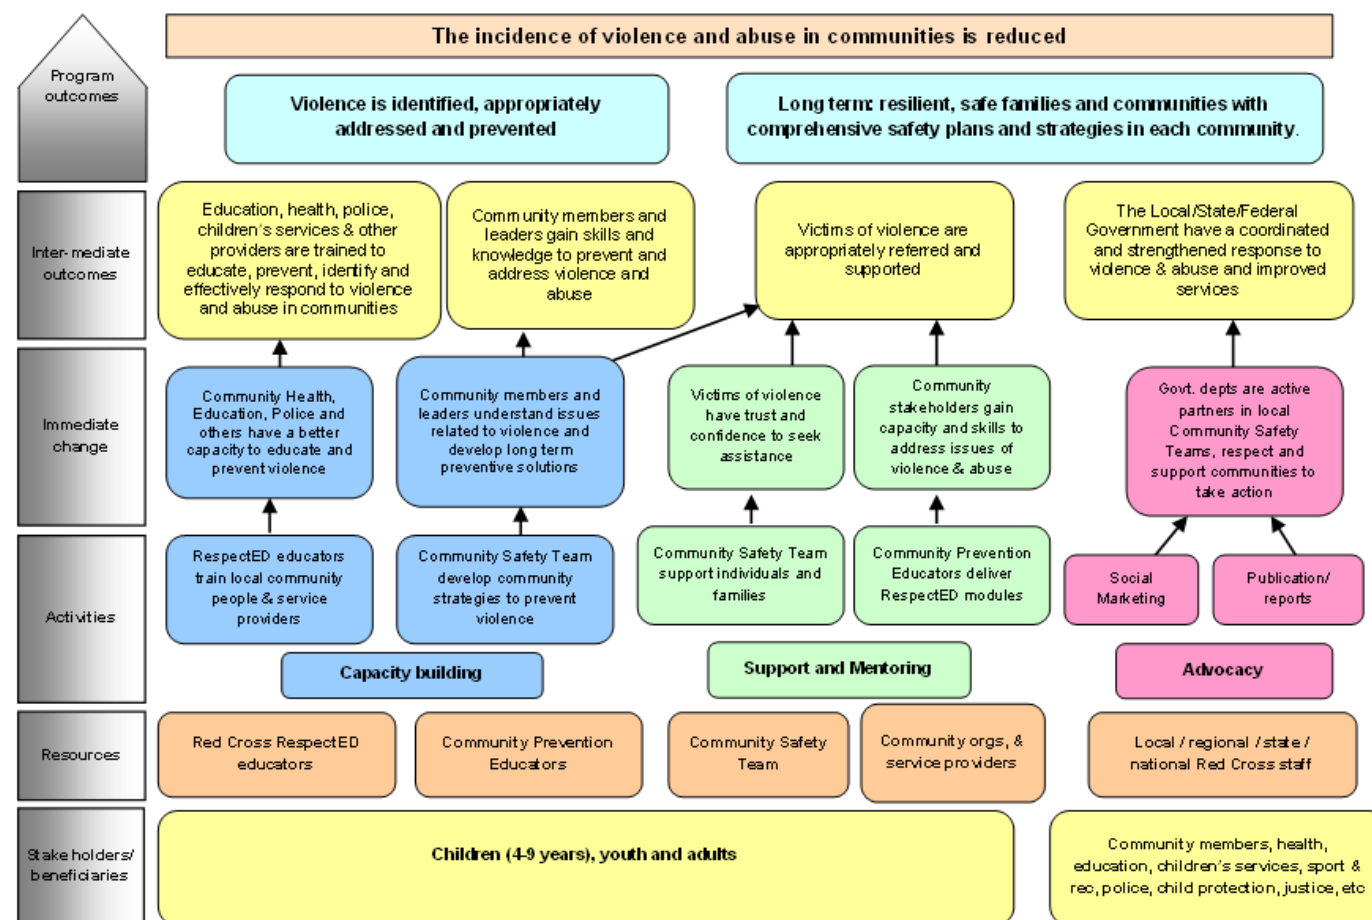 The incidence of violence and abuse in communities is reduced
Program
outcomes
Violence is identified, appropriately
addressed and prevented
Long term: resilient, safe families and communities with
comprehensive safety plans and strategies in each community.
Inter-mediate
outcomes
Education, health, police,
children's services & other
providers are trained to
educate, prevent, identify and
effectively respond to violence
and abuse in communities
Community members and
leaders gain skills and
knowledge to prevent and
address violence and
abuse
Victims of violence are
appropriately referred and
supported
The Local/State/Federal
Government have a coordinated
and strengthened response to
violence & abuse and improved
services
Immediate
change
Community Health,
Education, Police and
others have a better
capacity to educate and
prevent violence
Community members and
leaders understand issues
related to violence and
develop long term
preventive solutions
Victims of violence
have trust and
confidence to seek
assistance
Community
stakeholders gain
capacity and skills to
address issues of
violence & abuse
Govt. depts are active
partners in local
Community Safety
Teams, respect and
support communities to
take action
Activities
RespectED educators
train local community
people & service
providers
Community Safety Team
develop community
strategies to prevent
violence
Community Safety Team
support individuals and
families
Community Prevention
Educators deliver
RespectED modules
Social
Marketing
Publication/
reports
Capacity building
Support and Mentoring
Advocacy
Resources
Red Cross RespectED
educators
Community Prevention
Educators
Community Safety
Team
Community orgs, &
service providers
Local / regional / state /
national Red Cross staff
Stakeholders/
beneficiaries
Children (4-9 years), youth and adults
Community members, health,
education, children's services, sport &
rec, police, child protection, justice, etc